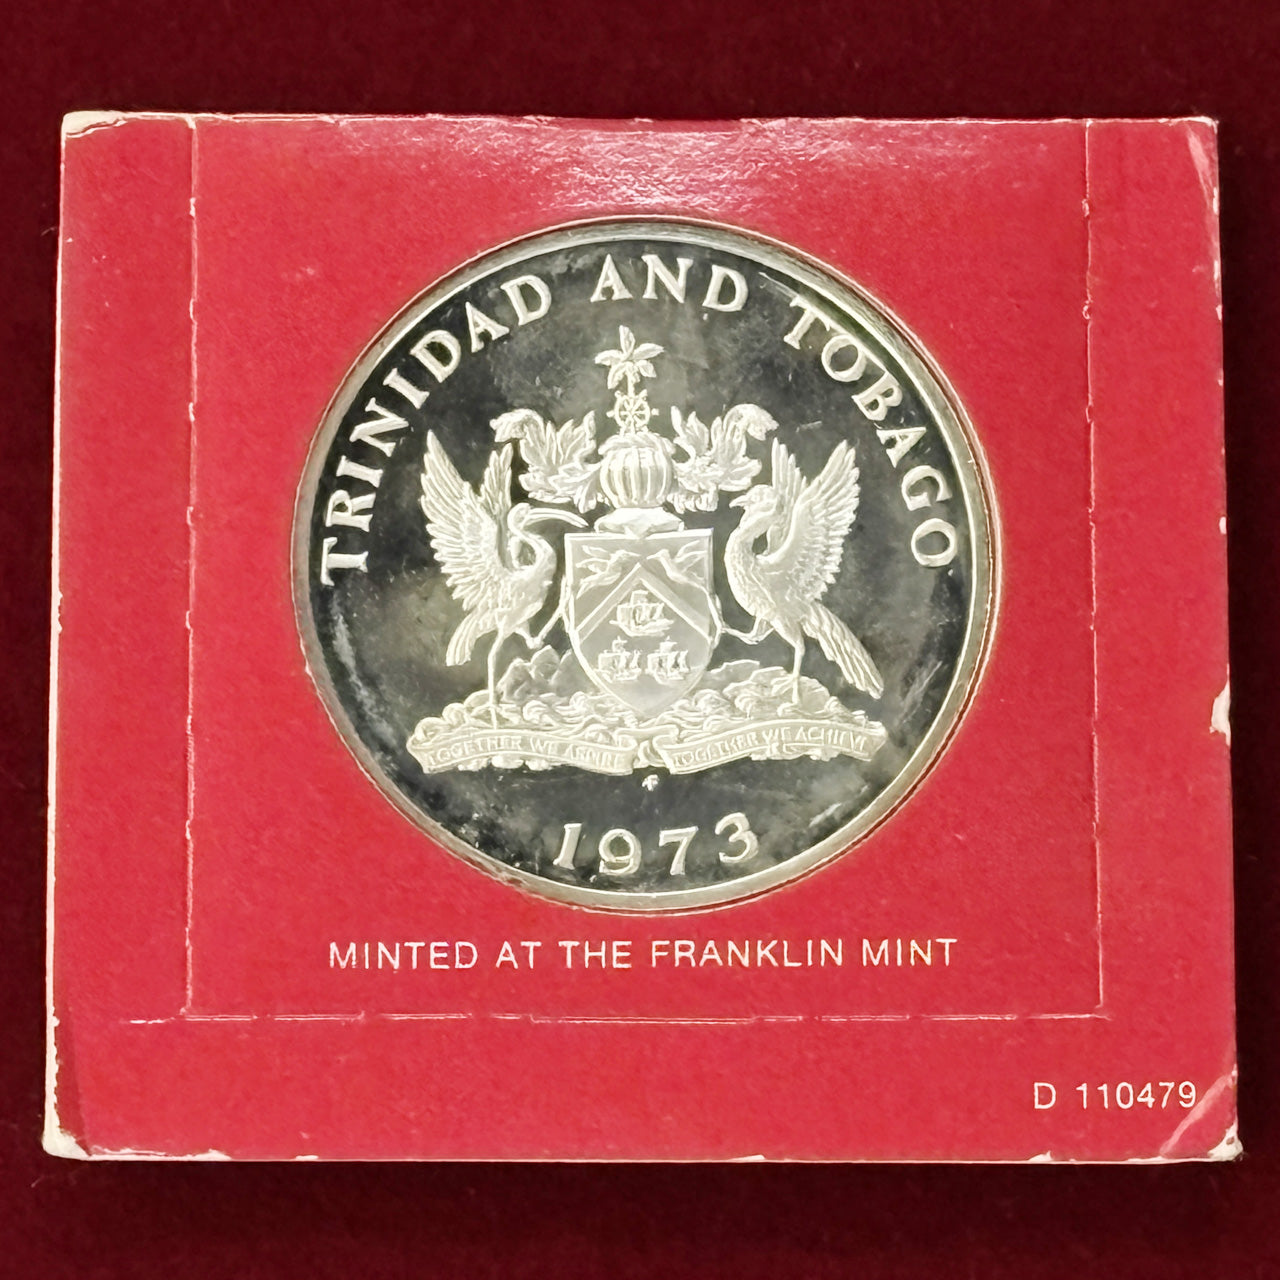 TRINIDAD AND TOBAGO
TOGETHER WE ASPIRE
TOGETHER WE ACHIEVE
1973
MINTED AT THE FRANKLIN MINT
D 110479